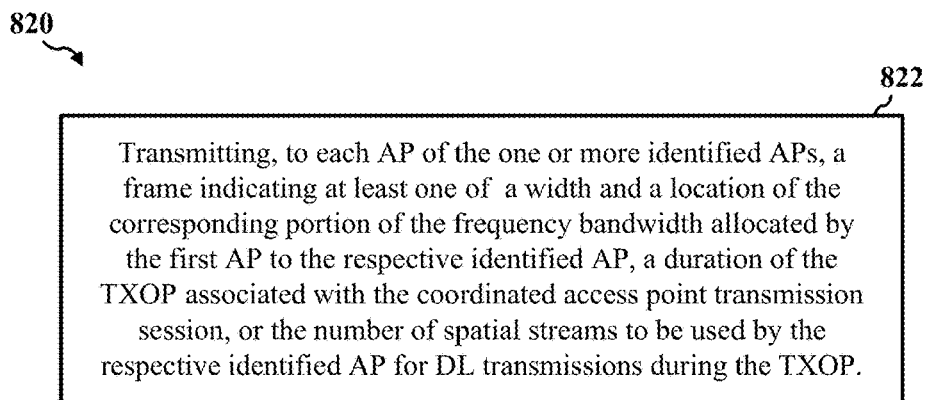 820
822
Transmitting, to each AP of the one or more identified APs, a
frame indicating at least one of a width and a location of the
corresponding portion of the frequency bandwidth allocated by
the first AP to the respective identified AP, a duration of the
TXOP associated with the coordinated access point transmission
session, or the number of spatial streams to be used by the
respective identified AP for DL transmissions during the TXOP.